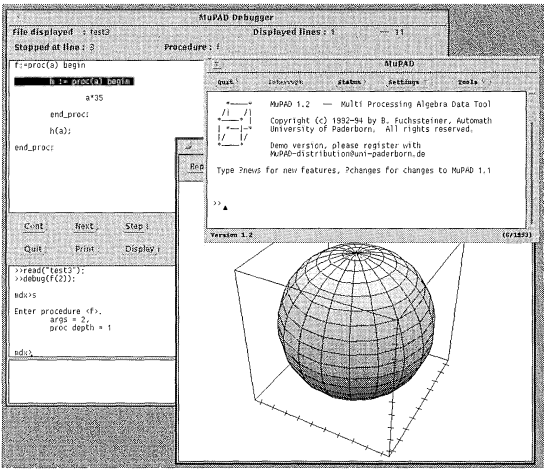 MuPAD Debugger
File displayed : test3 Displayed lines : 1 --- 11
Stopped at line : 3 Procedure : f
f:=proc(a) begin
h := proc(a) begin
a*35
end_proc;
h(a);
end_proc;
Cont Next Step
Quit Print Display
>>read("test3");
>>debug(f(2));
mdx>s
Enter procedure <f>.
args = 2,
proc depth = 1
mdx>
MuPAD
Quit Interrupt Status Settings Tools
*----*
/| /|
*----* |
| *--|-*
|/ |/
*----*
MuPAD 1.2 -- Multi Processing Algebra Data Tool
Copyright (c) 1992-94 by B. Fuchssteiner, Automath
University of Paderborn. All rights reserved.
Demo version, please register with
MuPAD-distribution@uni-paderborn.de
Type ?news for new features, ?changes for changes to MuPAD 1.1
>>
Version 1.2
Rep